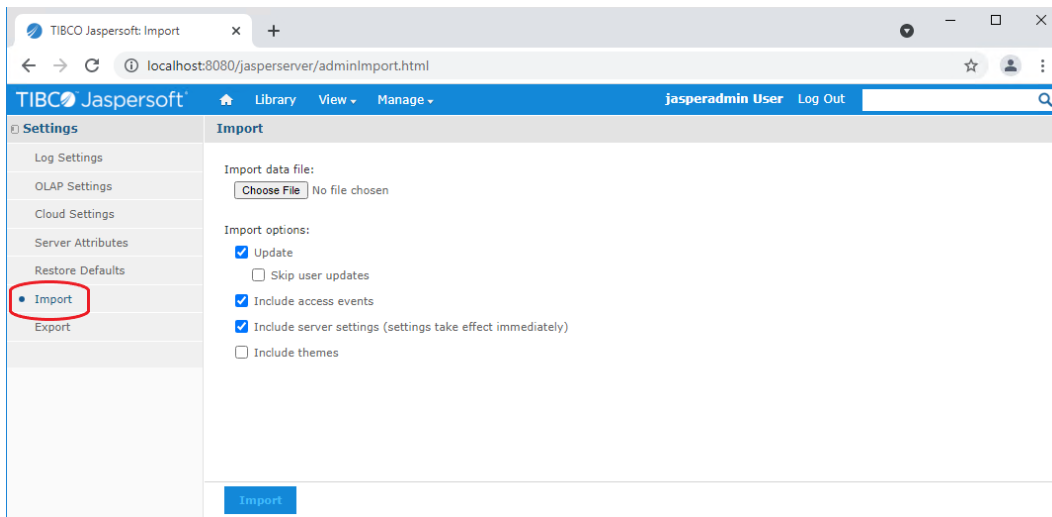 TIBCO Jaspersoft: Import
localhost:8080/jasperserver/adminImport.html
TIBCO Jaspersoft Library View Manage jasperadmin User Log Out
Settings
Import
Log Settings
OLAP Settings
Cloud Settings
Server Attributes
Restore Defaults
Import
Export
Import data file:
Choose File No file chosen
Import options:
Update
Skip user updates
Include access events
Include server settings (settings take effect immediately)
Include themes
Import